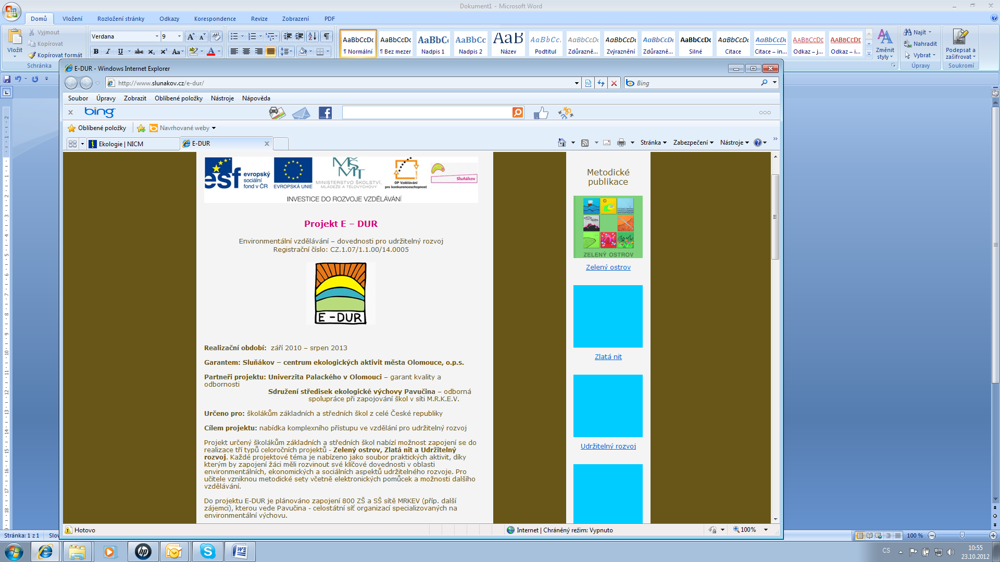 Dokument1 - Microsoft Word
Domů Vložení Rozložení stránky Odkazy Korespondence Revize Zobrazení PDF
Vložit
Vyjmout
Kopírovat
Kopírovat formát
Schránka
Verdana 9
AaBbCcDc AaBbCcDc AaBbC AaBbCc AaB AaBbCc. AaBbCcDc AaBbCcDc AaBbCcDc AaBbCcDc AaBbCcDc AaBbCcDc AABBCCDE AABBCCDE
¶ Normální ¶ Bez mezer Nadpis 1 Nadpis 2 Název Podtitul Zdůrazně... Zvýraznění Zdůrazně... Silné Citace Citace – in... Odkaz – j... Odkaz – i...
Změnit styly
Najít
Nahradit
Vybrat
Úpravy
Podepsat a zašifrovat
Soukromí
E-DUR - Windows Internet Explorer
http://www.slunakov.cz/e-dur/
Bing
Soubor Úpravy Zobrazit Oblíbené položky Nástroje Nápověda
x bing
Oblíbené položky Navrhované weby
Ekologie | NICM E-DUR
Stránka Zabezpečení Nástroje
esf evropský sociální fond v ČR
EVROPSKÁ UNIE
MŠMT
MINISTERSTVO ŠKOLSTVÍ,
MLÁDEŽE A TĚLOVÝCHOVY
OP Vzdělávání
pro konkurenceschopnost
Sluňákov
INVESTICE DO ROZVOJE VZDĚLÁVÁNÍ
Projekt E – DUR
Environmentální vzdělávání – dovednosti pro udržitelný rozvoj
Registrační číslo: CZ.1.07/1.1.00/14.0005
E-DUR
Realizační období: září 2010 – srpen 2013
Garantem: Sluňákov – centrum ekologických aktivit města Olomouce, o.p.s.
Partneři projektu: Univerzita Palackého v Olomouci – garant kvality a
odbornosti
Sdružení středisek ekologické výchovy Pavučina – odborná
spolupráce při zapojování škol v síti M.R.K.E.V.
Určeno pro: školákům základních a středních škol z celé České republiky
Cílem projektu: nabídka komplexního přístupu ve vzdělání pro udržitelný rozvoj
Projekt určený školákům základních a středních škol nabízí možnost zapojení se do
realizace tří typů celoročních projektů - Zelený ostrov, Zlatá nit a Udržitelný
rozvoj. Každé projektové téma je nabízeno jako soubor praktických aktivit, díky
kterým by zapojení žáci měli rozvinout své klíčové dovednosti v oblasti
environmentálních, ekonomických a sociálních aspektů udržitelného rozvoje. Pro
učitele vzniknou metodické sety včetně elektronických pomůcek a možnosti dalšího
vzdělávání.
Do projektu E-DUR je plánováno zapojení 800 ZŠ a SŠ sítě MRKEV (příp. další
zájemci), kterou vede Pavučina - celostátní síť organizací specializovaných na
environmentální výchovu.
Metodické
publikace
ZELENÝ OSTROV
Zelený ostrov
Zlatá nit
Udržitelný rozvoj
Hotovo
Internet | Chráněný režim: Vypnuto
100%
Stránka: 1 z 1 Slov
100 %
CS
10:55
23.10.2012